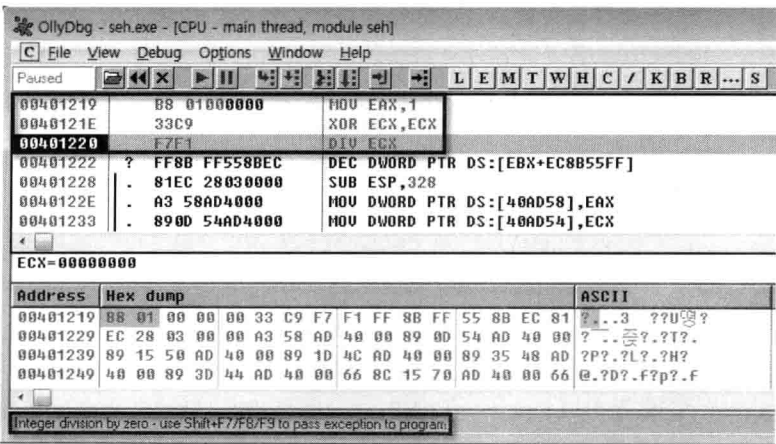 OllyDbg - seh.exe - [CPU - main thread, module seh]
C File View Debug Options Window Help
Paused L E M T W H C / K B R ... S
00401219 B8 01000000 MOV EAX,1
0040121E 33C9 XOR ECX,ECX
00401220 F7F1 DIV ECX
00401222 ? FF8B FF558BEC DEC DWORD PTR DS:[EBX+EC8B55FF]
00401228 . 81EC 28030000 SUB ESP,328
0040122E . A3 58AD4000 MOV DWORD PTR DS:[40AD58],EAX
00401233 . 890D 54AD4000 MOV DWORD PTR DS:[40AD54],ECX
ECX=00000000
Address Hex dump ASCII
00401219 B8 01 00 00 00 33 C9 F7 F1 FF 8B FF 55 8B EC 81 ?...3 ??U ?
00401229 EC 28 03 00 00 A3 58 AD 40 00 89 0D 54 AD 40 00 ? .. ?.?T?.
00401239 89 15 50 AD 40 00 89 1D 4C AD 40 00 89 35 48 AD ?P?.?L?.?H?
00401249 40 00 89 3D 44 AD 40 00 66 8C 15 70 AD 40 00 66 @.?D?.f?p?.f
Integer division by zero - use Shift+F7/F8/F9 to pass exception to program